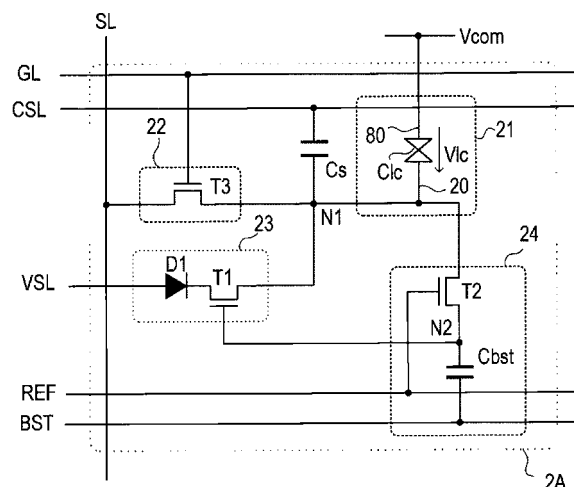 SL
Vcom
GL
CSL
22
80
21
Clc
Vlc
Cs
20
T3
N1
23
24
VSL
D1
T1
T2
N2
Cbst
REF
BST
2A